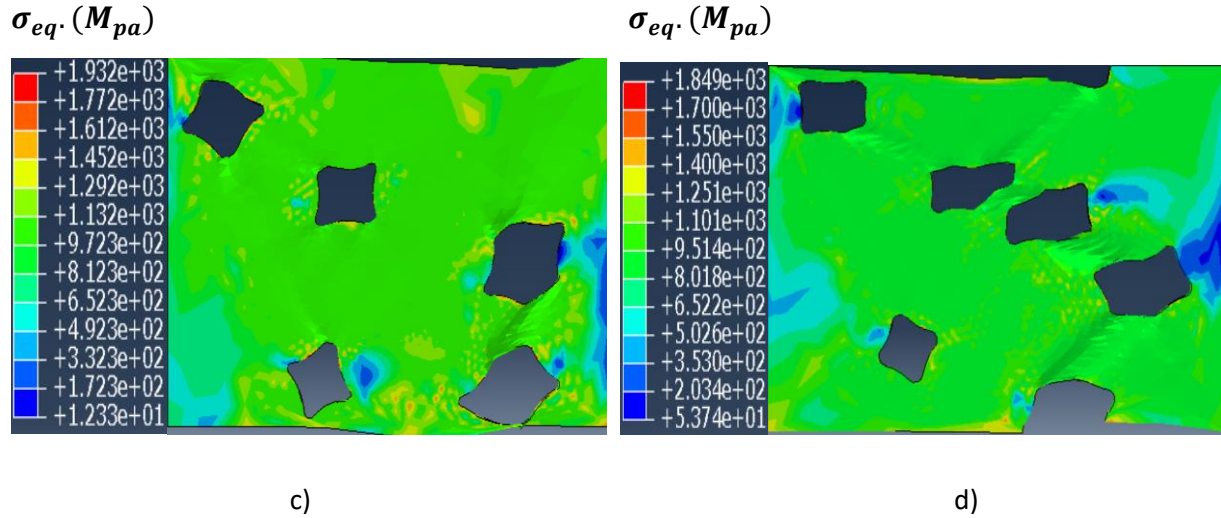 σ_eq. (M_pa)
+1.932e+03
+1.772e+03
+1.612e+03
+1.452e+03
+1.292e+03
+1.132e+03
+9.723e+02
+8.123e+02
+6.523e+02
+4.923e+02
+3.323e+02
+1.723e+02
+1.233e+01
c)
σ_eq. (M_pa)
+1.849e+03
+1.700e+03
+1.550e+03
+1.400e+03
+1.251e+03
+1.101e+03
+9.514e+02
+8.018e+02
+6.522e+02
+5.026e+02
+3.530e+02
+2.034e+02
+5.374e+01
d)